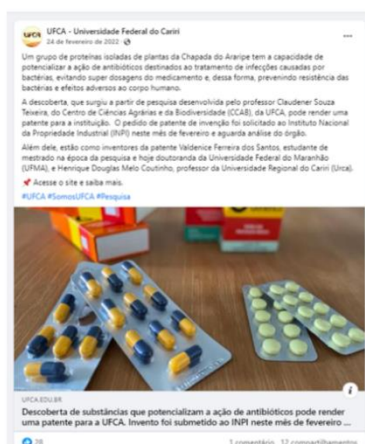 UFCA - Universidade Federal do Cariri
24 de fevereiro de 2022
Um grupo de proteínas isoladas de plantas da Chapada do Araripe tem a capacidade de
potencializar a ação de antibióticos destinados ao tratamento de infecções causadas por
bactérias, evitando super dosagens do medicamento e, dessa forma, prevenindo resistência das
bactérias e efeitos adversos ao corpo humano.
A descoberta, que surgiu a partir de pesquisa desenvolvida pelo professor Claudener Souza
Teixeira, do Centro de Ciências Agrárias e da Biodiversidade (CCAB), da UFCA, pode render uma
patente para a instituição. O pedido de patente de invenção foi solicitado ao Instituto Nacional
da Propriedade Industrial (INPI) neste mês de fevereiro e aguarda análise do órgão.
Além dele, estão como inventores da patente Valdenice Ferreira dos Santos, estudante de
mestrado na época da pesquisa e hoje doutoranda da Universidade Federal do Maranhão
(UFMA), e Henrique Douglas Melo Coutinho, professor da Universidade Regional do Cariri (Urca).
Acesse o site e saiba mais.
#UFCA #SomosUFCA #Pesquisa
UFCA.EDU.BR
Descoberta de substâncias que potencializam a ação de antibióticos pode render
uma patente para a UFCA. Invento foi submetido ao INPI neste mês de fevereiro ...
28
1 comentário 12 compartilhamentos